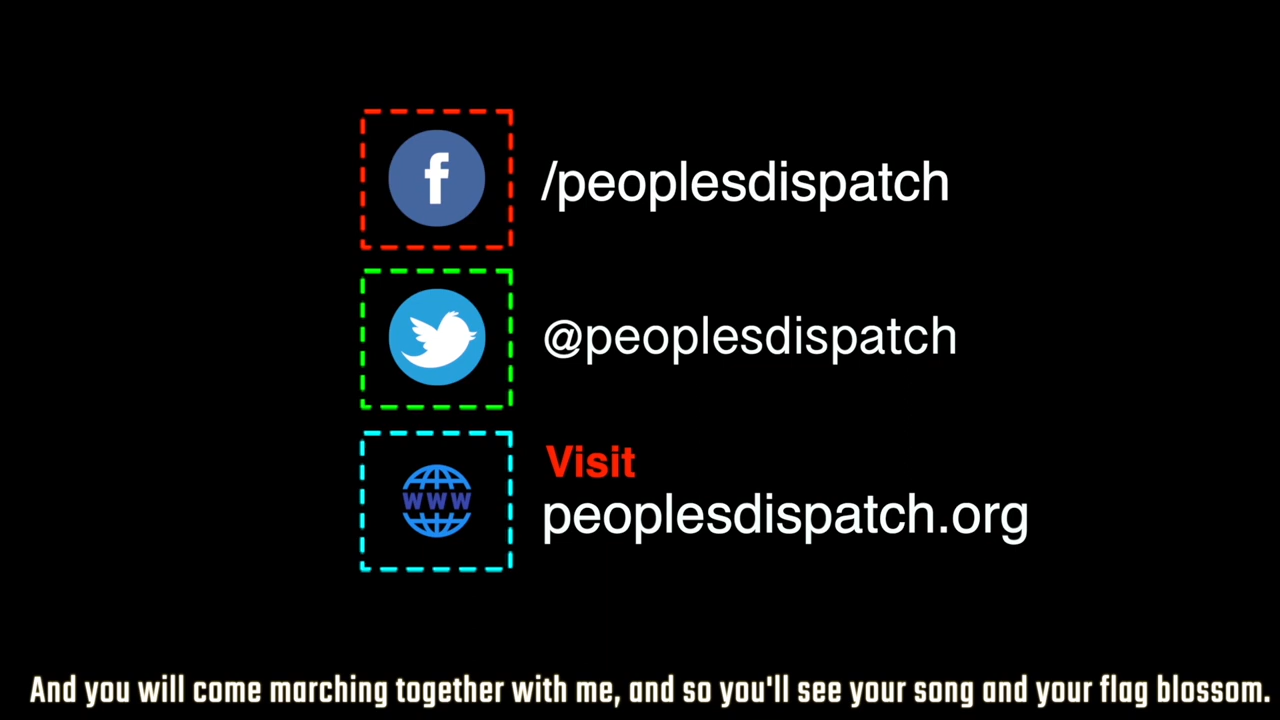 f
/peoplesdispatch
@peoplesdispatch
Visit
WWW
peoplesdispatch.org
And you will come marching together with me, and so you'll see your song and your flag blossom.